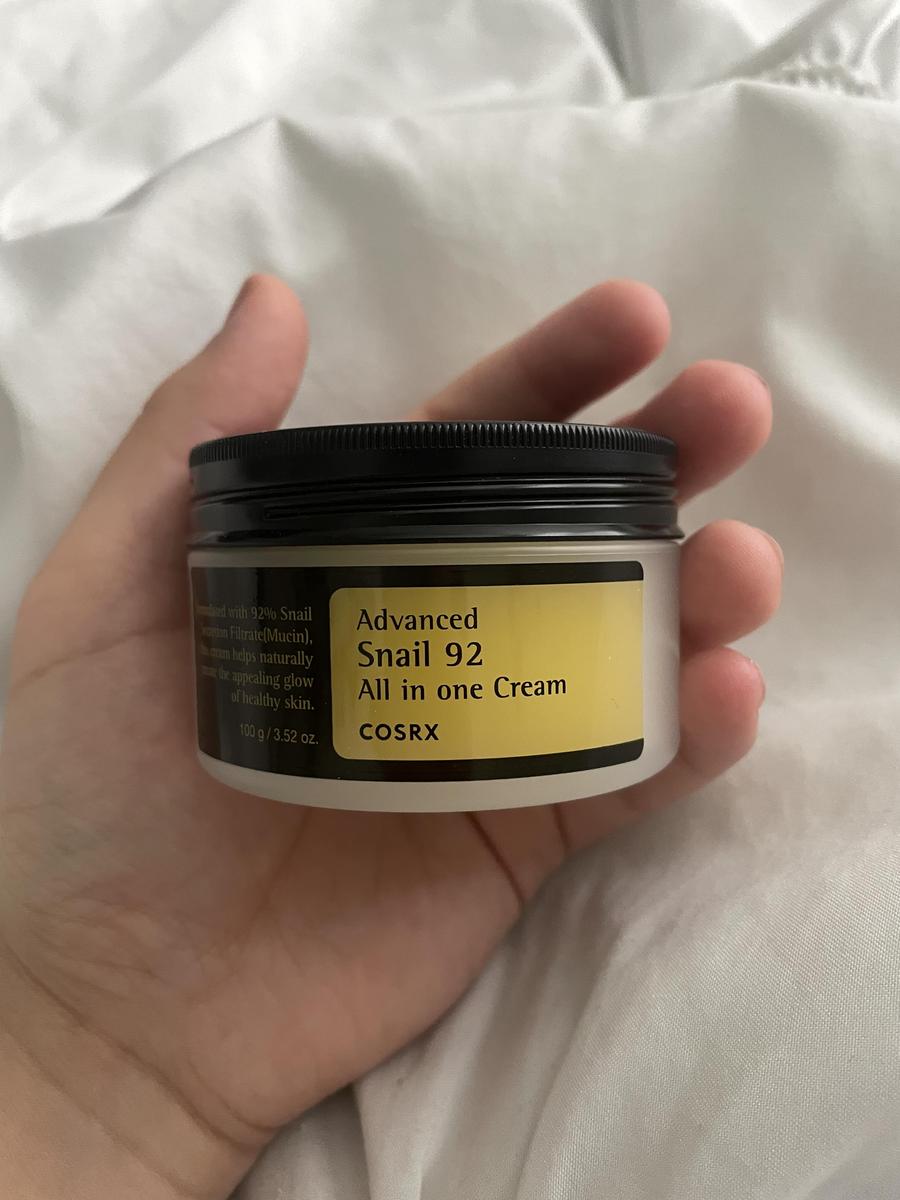 with 92% Snail
Filtrate(Mucin),
cream helps naturally
the appealing glow
of healthy skin.
100 g / 3.52 oz.
Advanced
Snail 92
All in one Cream
COSRX